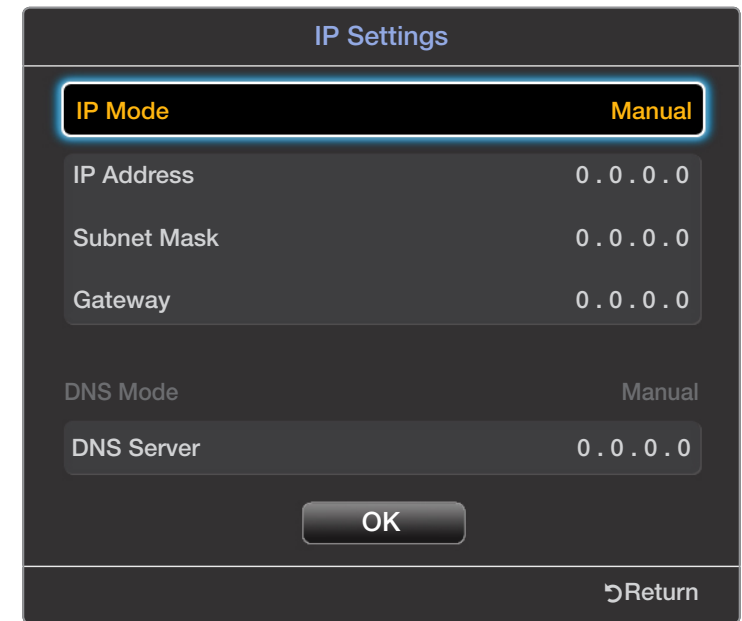 IP Settings
IP Mode Manual
IP Address 0.0.0.0
Subnet Mask 0.0.0.0
Gateway 0.0.0.0
DNS Mode Manual
DNS Server 0.0.0.0
OK
Return